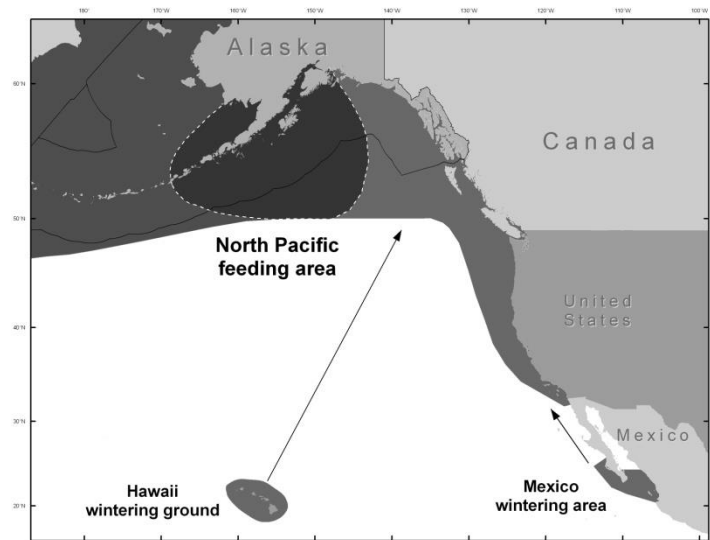 180°
170°W
160°W
150°W
140°W
130°W
120°W
110°W
100°W
Alaska
60°N
Canada
50°N
North Pacific
feeding area
United
States
40°N
30°N
Mexico
Hawaii
wintering ground
Mexico
wintering area
20°N